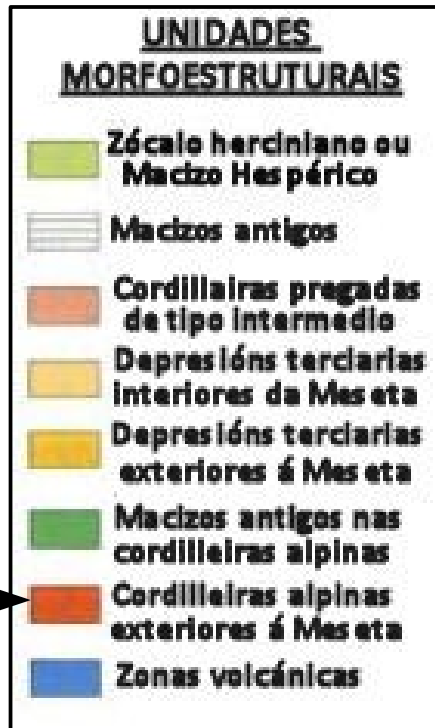 UNIDADES
MORFOESTRUTURAIS
Zócalo herciniano ou
Macizo Hespérico
Macizos antigos
Cordillairas pregadas
de tipo intermedio
Depresións terciarias
interiores da Meseta
Depresións terciarias
exteriores á Meseta
Macizos antigos nas
cordilleiras alpinas
Cordilleiras alpinas
exteriores á Meseta
Zonas volcánicas